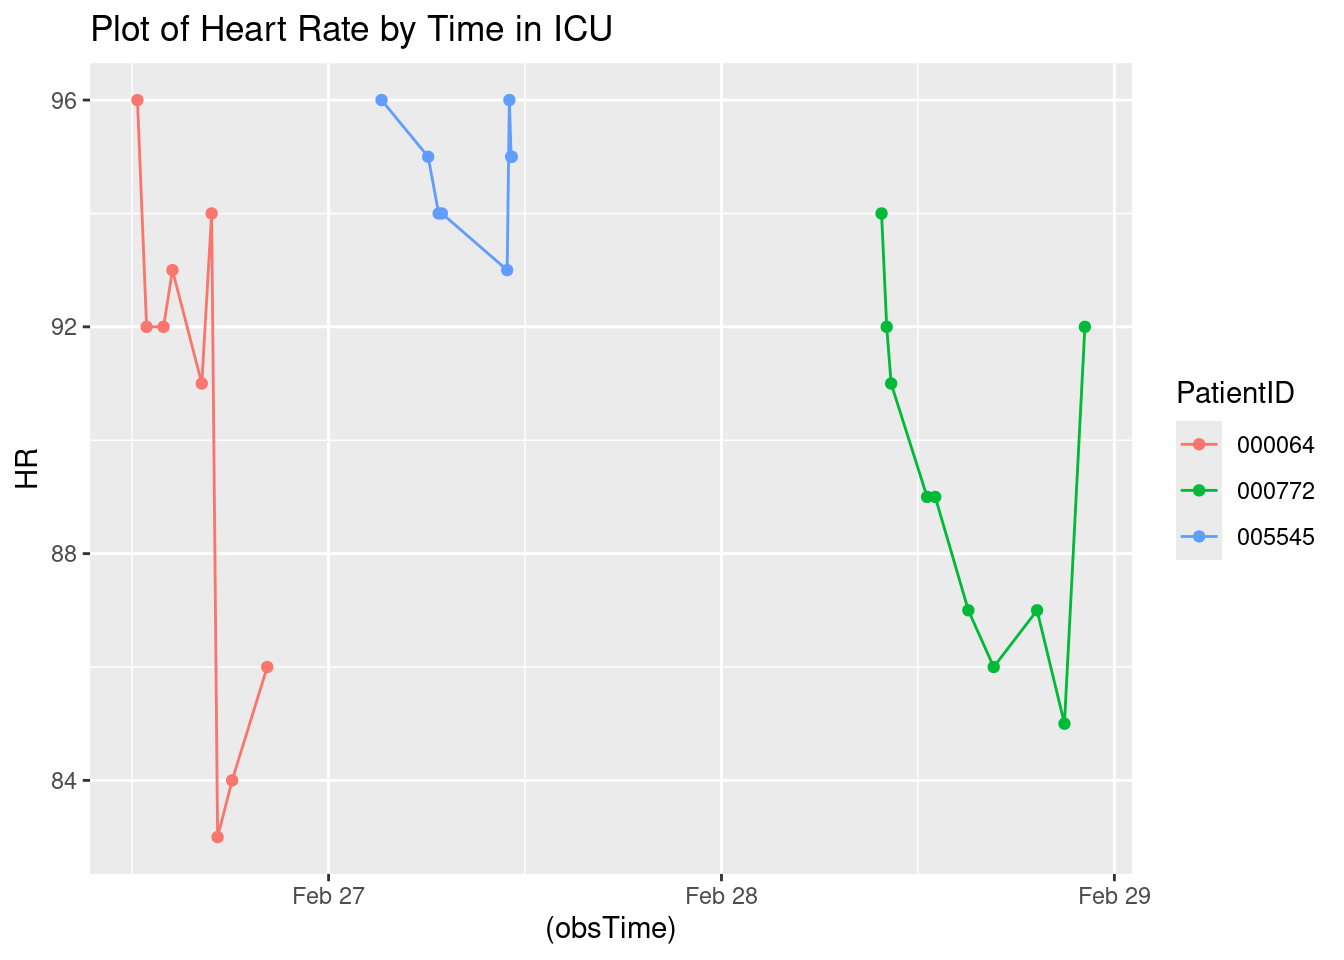 Plot of Heart Rate by Time in ICU
96
92
88
84
HR
Feb 27
Feb 28
Feb 29
(obsTime)
PatientID
000064
000772
005545